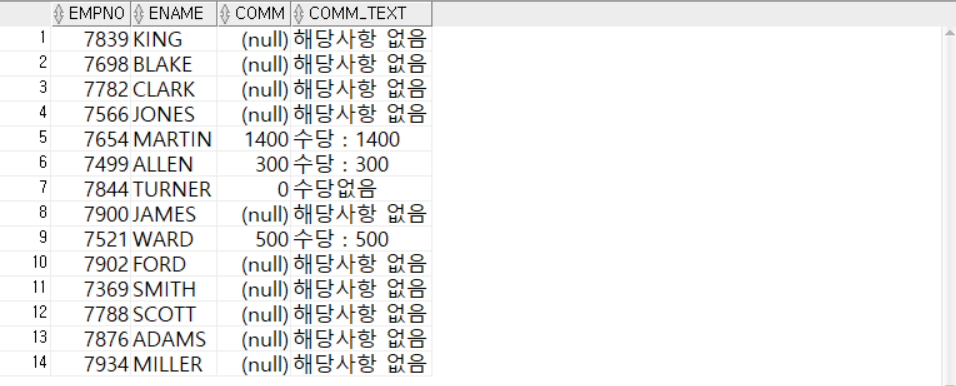 EMPNO ENAME COMM COMM_TEXT
1 7839 KING (null) 해당사항 없음
2 7698 BLAKE (null) 해당사항 없음
3 7782 CLARK (null) 해당사항 없음
4 7566 JONES (null) 해당사항 없음
5 7654 MARTIN 1400 수당 : 1400
6 7499 ALLEN 300 수당 : 300
7 7844 TURNER 0 수당없음
8 7900 JAMES (null) 해당사항 없음
9 7521 WARD 500 수당 : 500
10 7902 FORD (null) 해당사항 없음
11 7369 SMITH (null) 해당사항 없음
12 7788 SCOTT (null) 해당사항 없음
13 7876 ADAMS (null) 해당사항 없음
14 7934 MILLER (null) 해당사항 없음